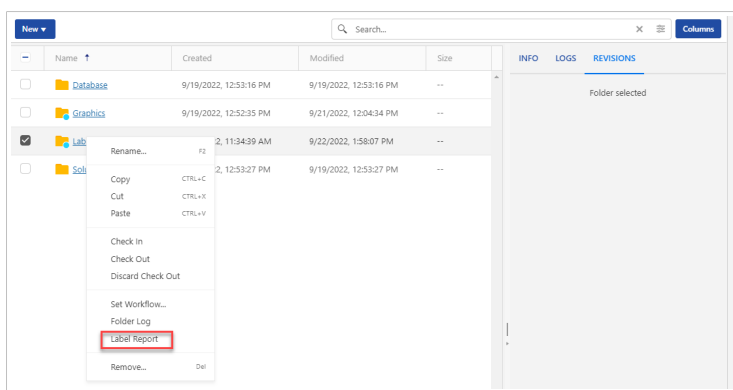 New
Search...
Columns
Name Created Modified Size
INFO LOGS REVISIONS
Database 9/19/2022, 12:53:16 PM 9/19/2022, 12:53:16 PM --
Folder selected
Graphics 9/19/2022, 12:52:35 PM 9/21/2022, 12:04:34 PM --
Lab 2, 11:34:39 AM 9/22/2022, 1:58:07 PM --
Rename... F2
Solu 2, 12:53:27 PM 9/19/2022, 12:53:27 PM --
Copy CTRL+C
Cut CTRL+X
Paste CTRL+V
Check In
Check Out
Discard Check Out
Set Workflow...
Folder Log
Label Report
Remove... Del